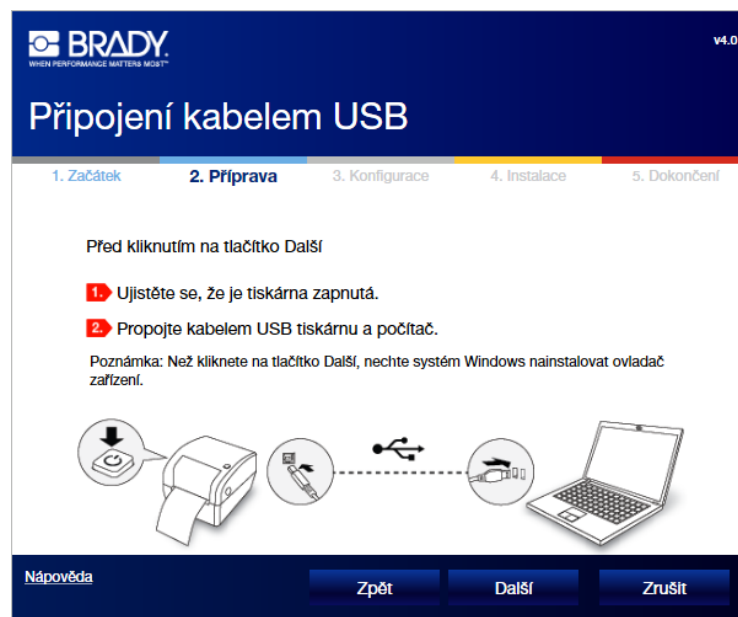 BRADY.
WHEN PERFORMANCE MATTERS MOST™
v4.0
Připojení kabelem USB
1. Začátek
2. Příprava
3. Konfigurace
4. Instalace
5. Dokončení
Před kliknutím na tlačítko Další
1. Ujistěte se, že je tiskárna zapnutá.
2. Propojte kabelem USB tiskárnu a počítač.
Poznámka: Než kliknete na tlačítko Další, nechte systém Windows nainstalovat ovladač
zařízení.
Nápověda
Zpět
Další
Zrušit